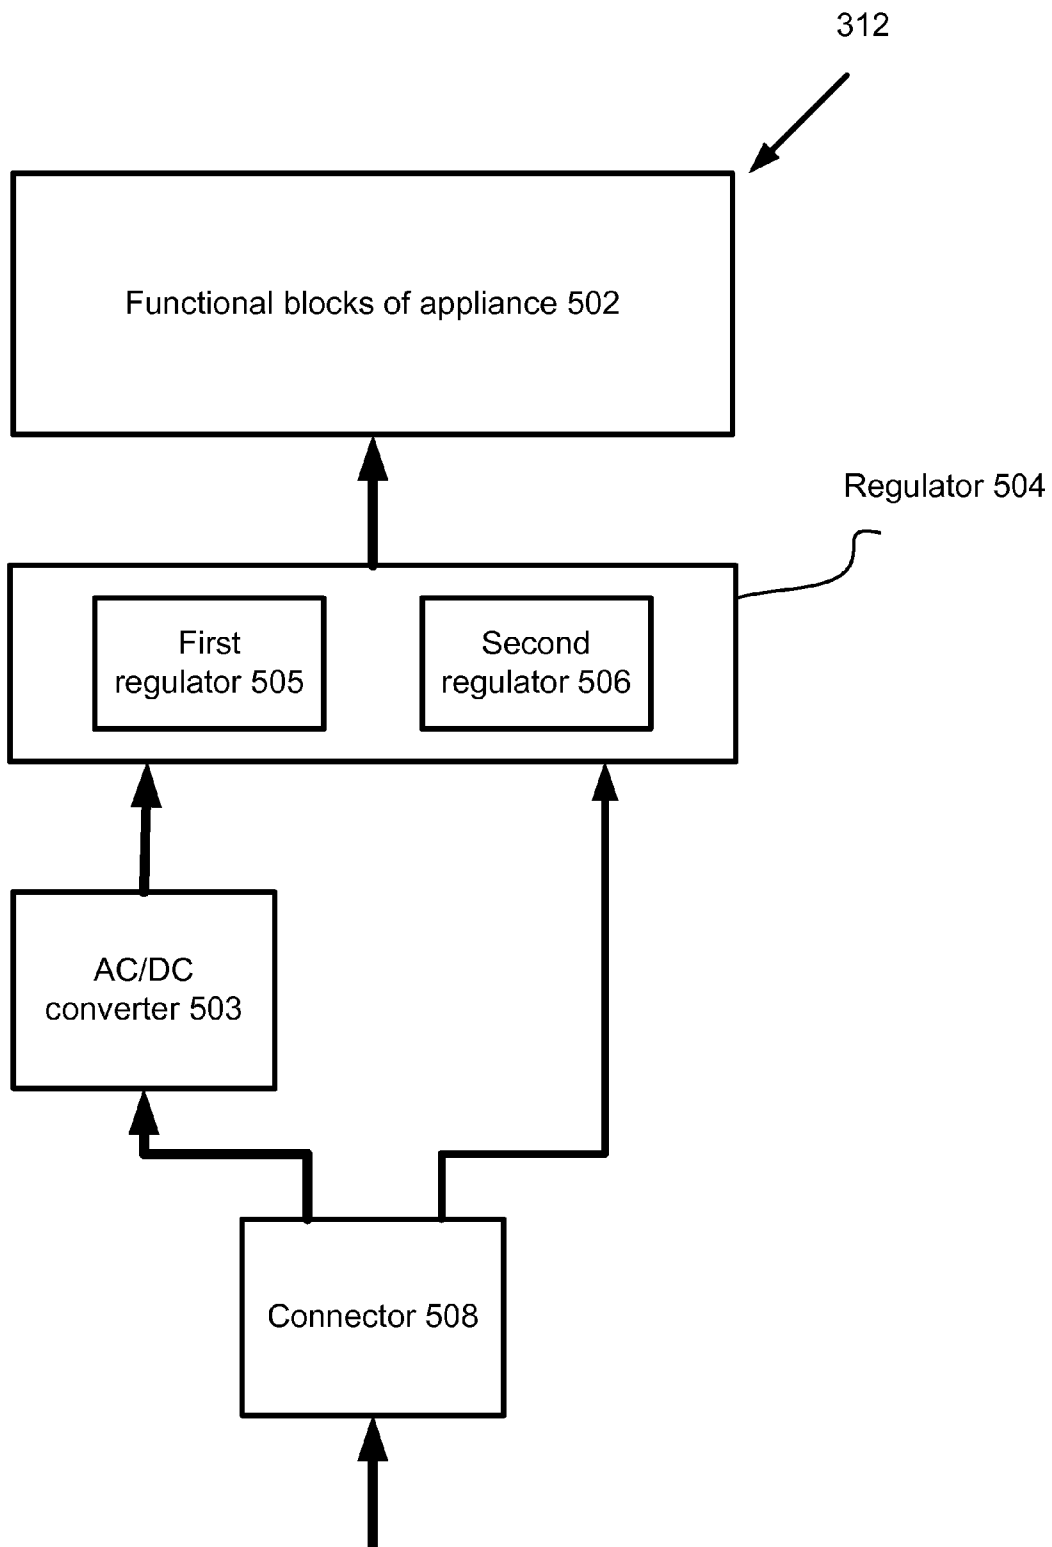 312
Functional blocks of appliance 502
Regulator 504
First
regulator 505
Second
regulator 506
AC/DC
converter 503
Connector 508